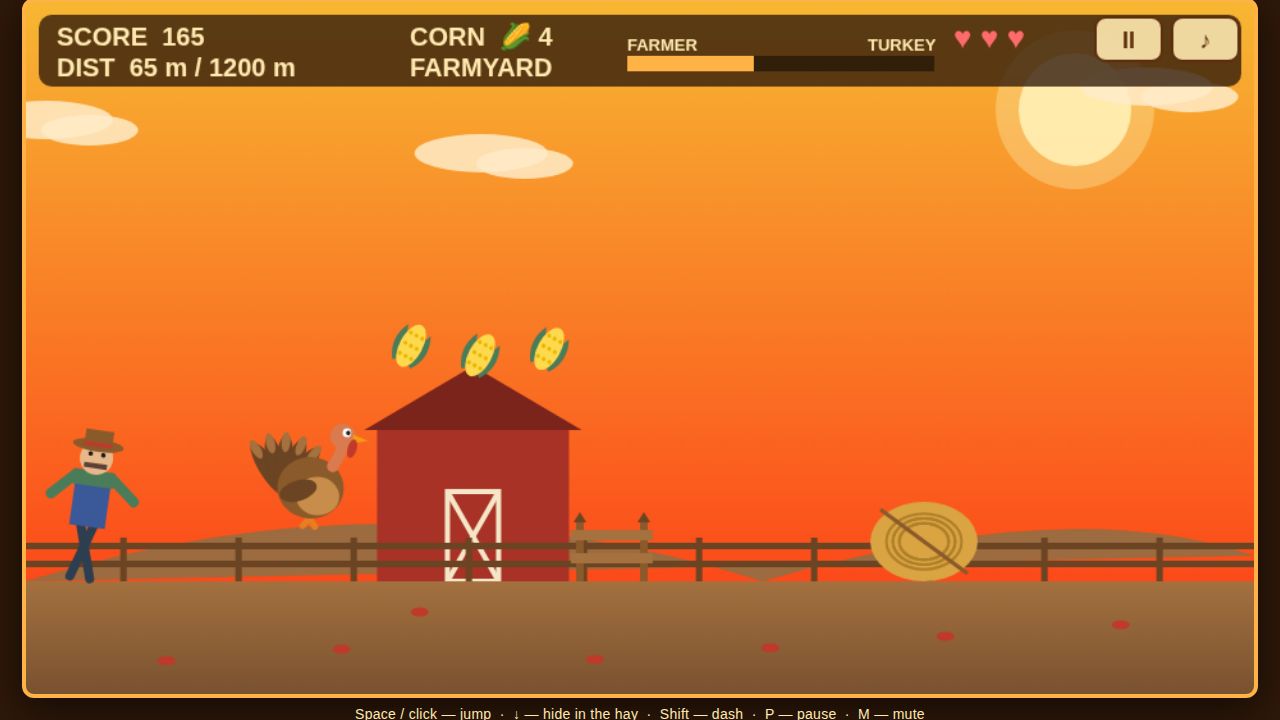 SCORE 165
DIST 65 m / 1200 m
CORN 🌽 4
FARMYARD
FARMER TURKEY
Space / click — jump · ↓ — hide in the hay · Shift — dash · P — pause · M — mute